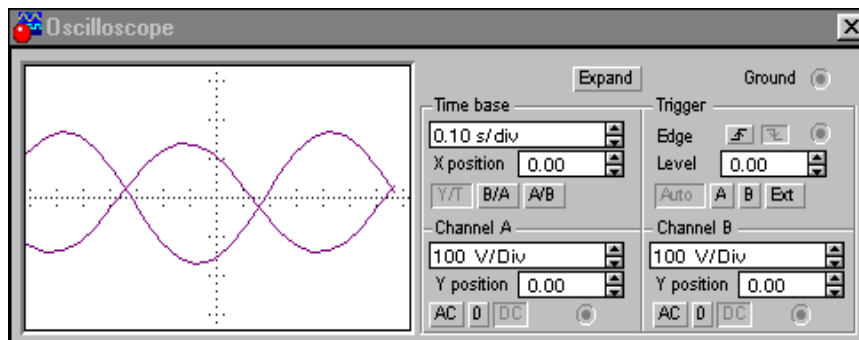 Oscilloscope
Expand Ground
Time base
0.10 s/div
X position 0.00
Y/T B/A A/B
Trigger
Edge
Level 0.00
Auto A B Ext
Channel A
100 V/Div
Y position 0.00
AC 0 DC
Channel B
100 V/Div
Y position 0.00
AC 0 DC